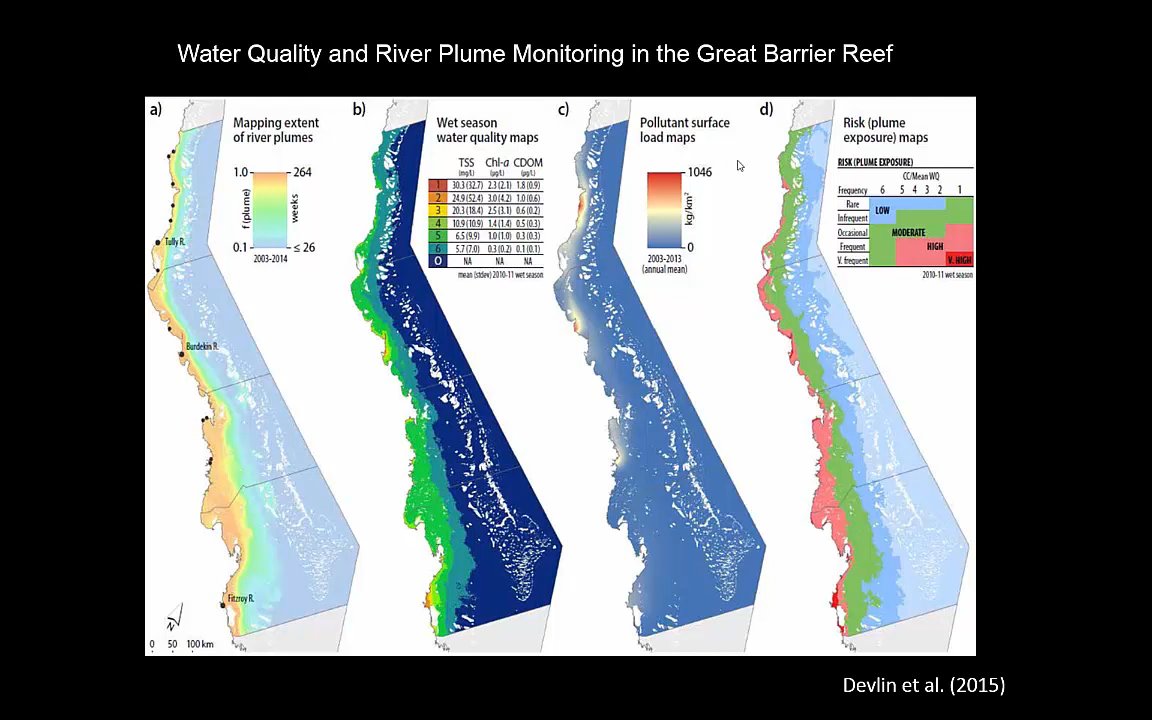 Water Quality and River Plume Monitoring in the Great Barrier Reef
a)
Mapping extent
of river plumes
1.0
264
f (plume)
weeks
0.1
≤ 26
2003-2014
Tully R.
Burdekin R.
Fitzroy R.
N
0 50 100 km
b)
Wet season
water quality maps
TSS Chl-a CDOM
(mg/L) (µg/L) (µg/L)
1 30.3 (32.7) 2.3 (2.1) 1.8 (0.9)
2 24.9 (52.4) 3.0 (4.2) 1.0 (0.6)
3 20.3 (18.4) 2.5 (3.1) 0.6 (0.2)
4 10.9 (10.9) 1.4 (1.4) 0.5 (0.3)
5 6.5 (9.9) 1.0 (1.0) 0.3 (0.3)
6 5.7 (7.0) 0.3 (0.2) 0.1 (0.1)
O NA NA NA
mean (stdev) 2010-11 wet season
c)
Pollutant surface
load maps
1046
kg/km²
0
2003-2013
(annual mean)
d)
Risk (plume
exposure) maps
RISK (PLUME EXPOSURE)
CC/Mean WQ
Frequency 6 5 4 3 2 1
Rare
LOW
Infrequent
Occasional MODERATE
Frequent HIGH
V. frequent V. HIGH
2010-11 wet season
Devlin et al. (2015)